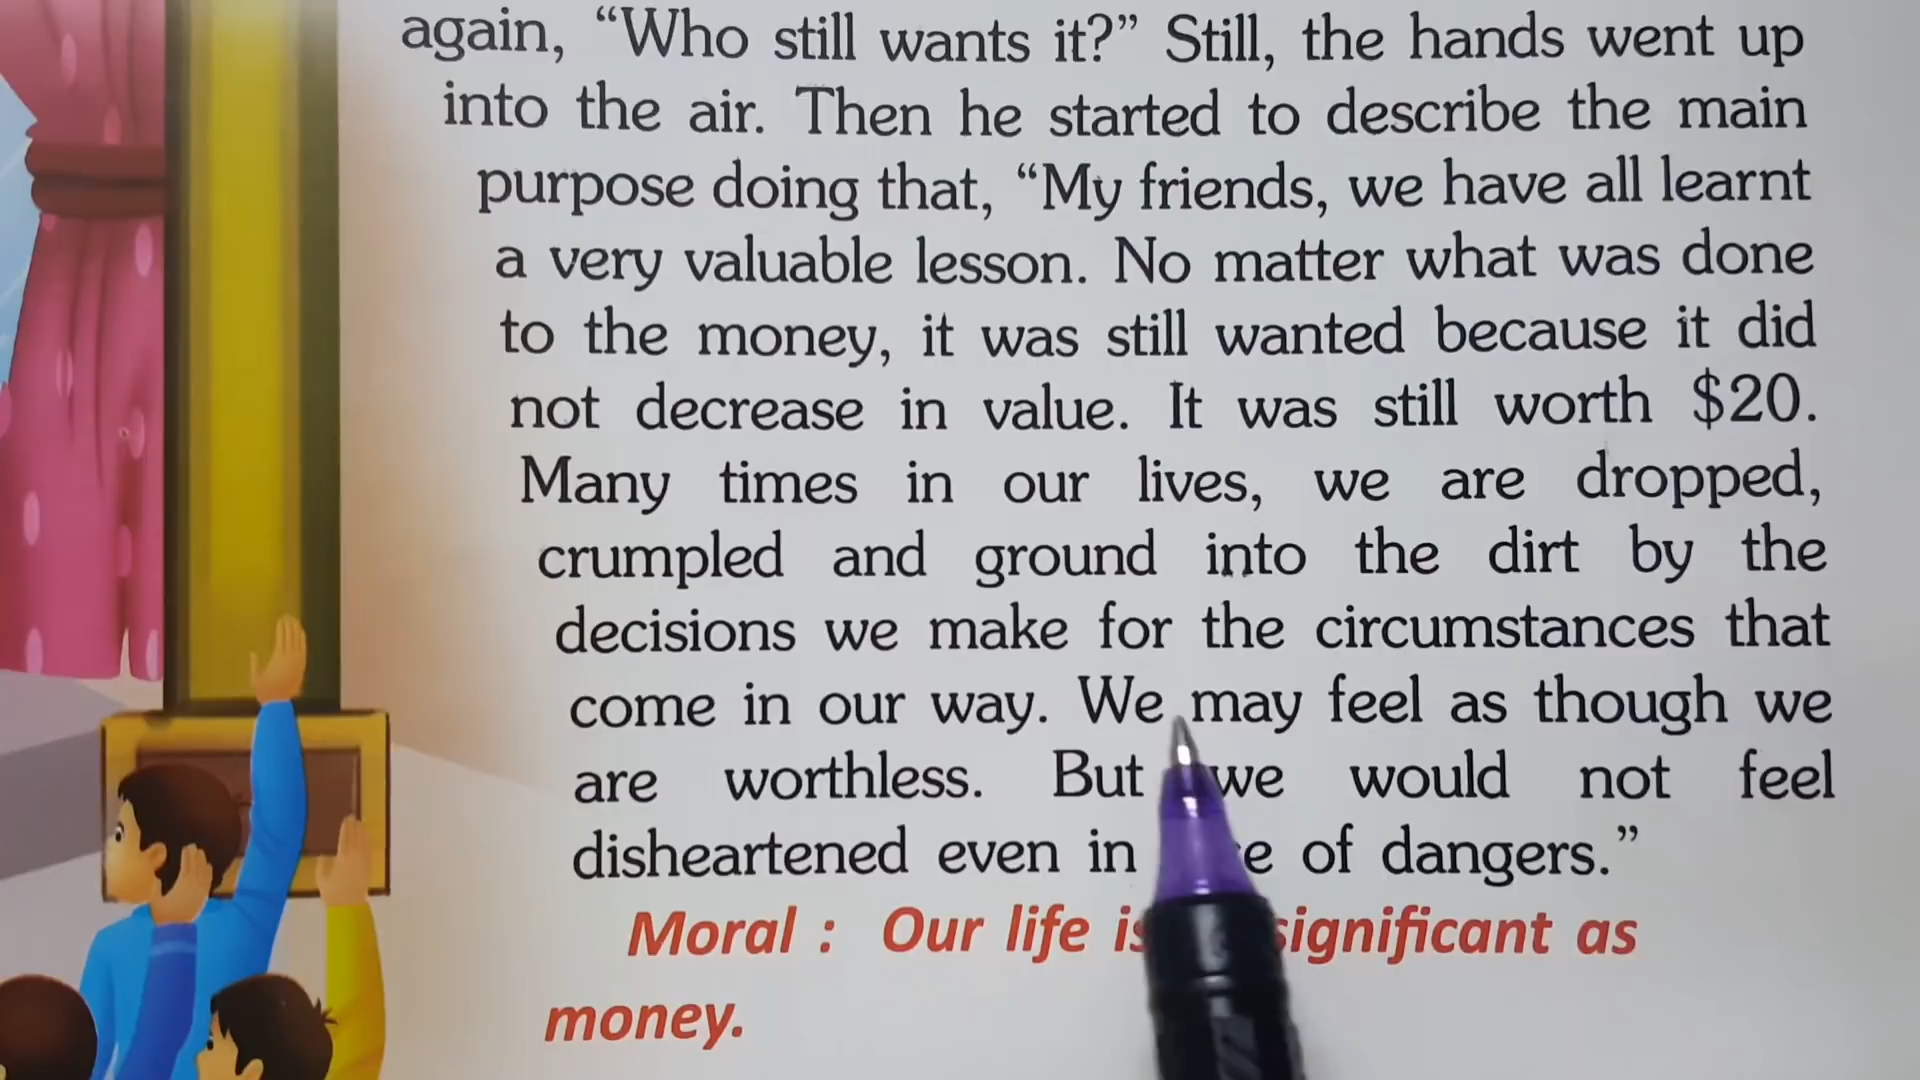 again, “Who still wants it?” Still, the hands went up
into the air. Then he started to describe the main
purpose doing that, “My friends, we have all learnt
a very valuable lesson. No matter what was done
to the money, it was still wanted because it did
not decrease in value. It was still worth $20.
Many times in our lives, we are dropped,
crumpled and ground into the dirt by the
decisions we make for the circumstances that
come in our way. We may feel as though we
are worthless. But we would not feel
disheartened even in of dangers.”
Moral : Our life is significant as
money.